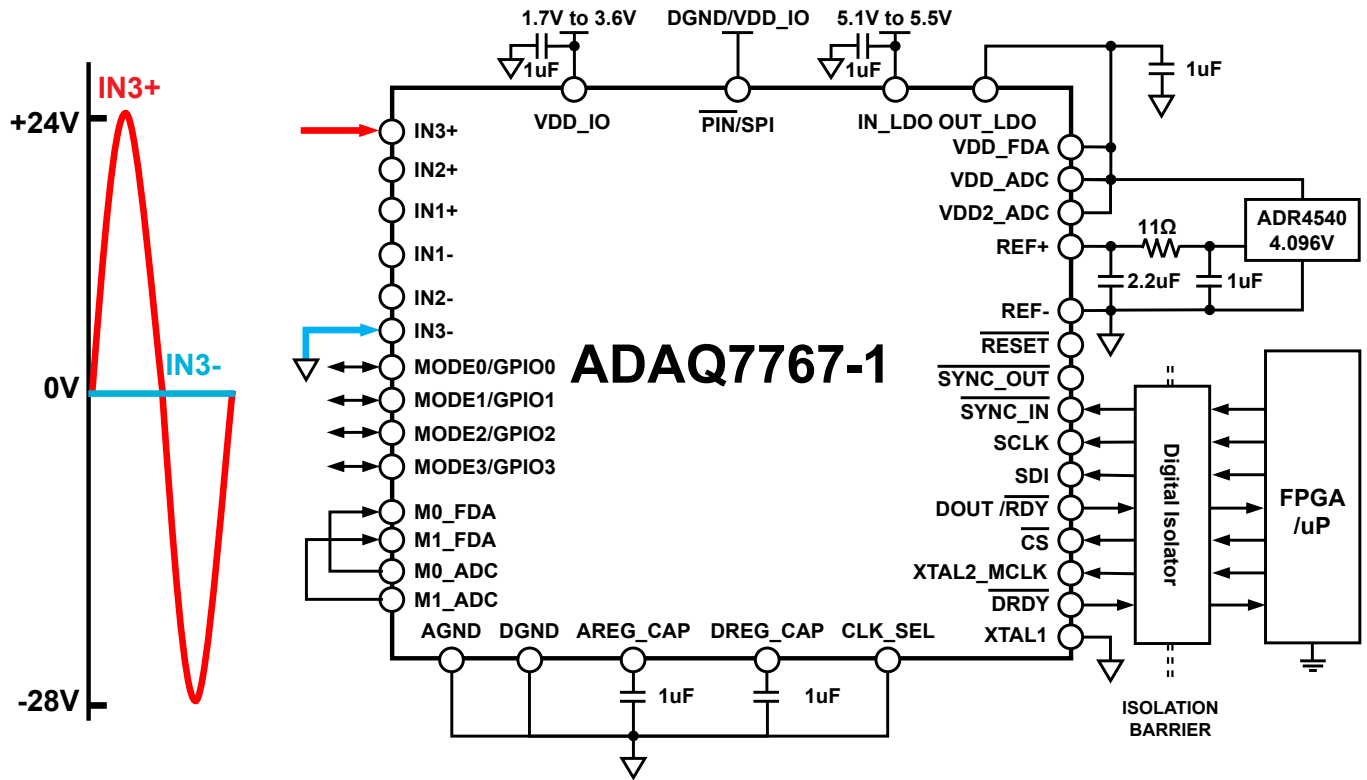 IN3+
+24V
0V
IN3-
-28V
1.7V to 3.6V
1uF
DGND/VDD_IO
5.1V to 5.5V
1uF
1uF
VDD_IO
PIN/SPI
IN_LDO OUT_LDO
IN3+
IN2+
IN1+
IN1-
IN2-
IN3-
MODE0/GPIO0
MODE1/GPIO1
MODE2/GPIO2
MODE3/GPIO3
M0_FDA
M1_FDA
M0_ADC
M1_ADC
ADAQ7767-1
VDD_FDA
VDD_ADC
VDD2_ADC
REF+
REF-
RESET
SYNC_OUT
SYNC_IN
SCLK
SDI
DOUT /RDY
CS
XTAL2_MCLK
DRDY
XTAL1
11Ω
2.2uF
1uF
ADR4540
4.096V
Digital Isolator
FPGA
/uP
ISOLATION
BARRIER
AGND
DGND
AREG_CAP
DREG_CAP
CLK_SEL
1uF
1uF